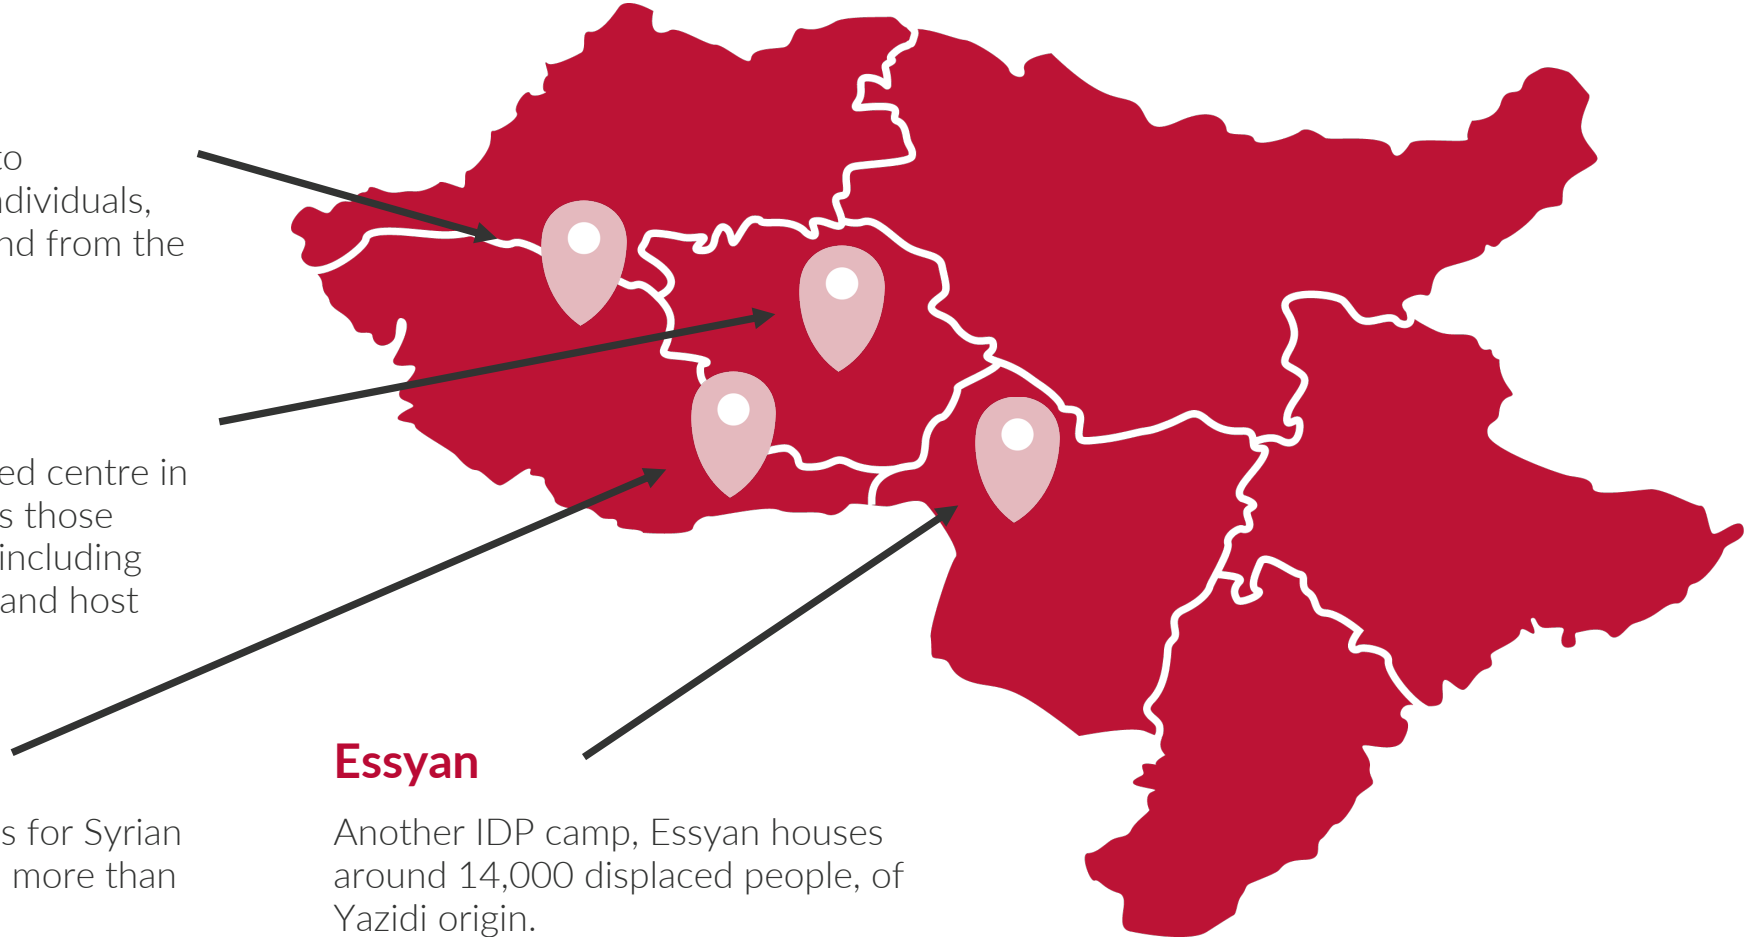 to
ndividuals,
nd from the
ed centre in
s those
including
and host
s for Syrian
more than
Essyan
Another IDP camp, Essyan houses
around 14,000 displaced people, of
Yazidi origin.